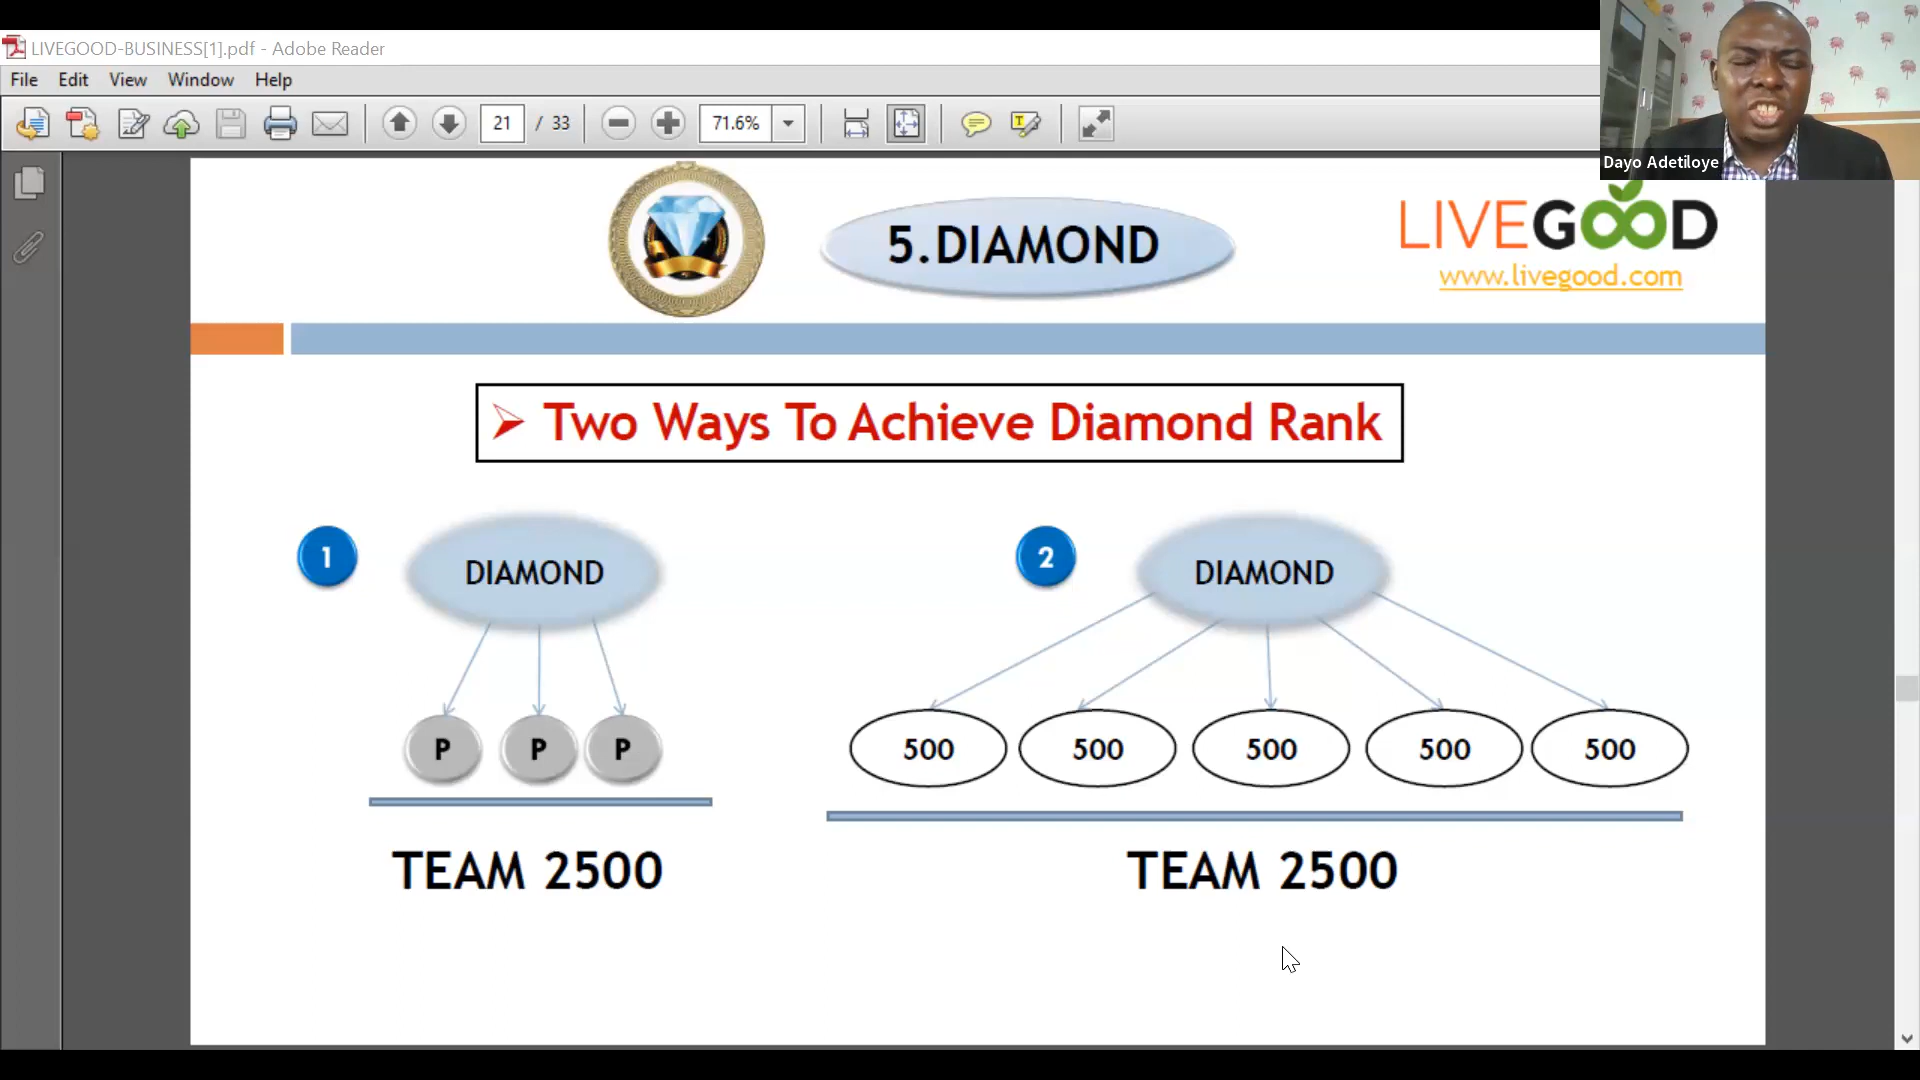 LIVEGOOD-BUSINESS[1].pdf - Adobe Reader
File Edit View Window Help
21 / 33 71.6%
Dayo Adetiloye
5.DIAMOND
LIVEGOOD
www.livegood.com
Two Ways To Achieve Diamond Rank
1 DIAMOND
P P P
TEAM 2500
2 DIAMOND
500 500 500 500 500
TEAM 2500